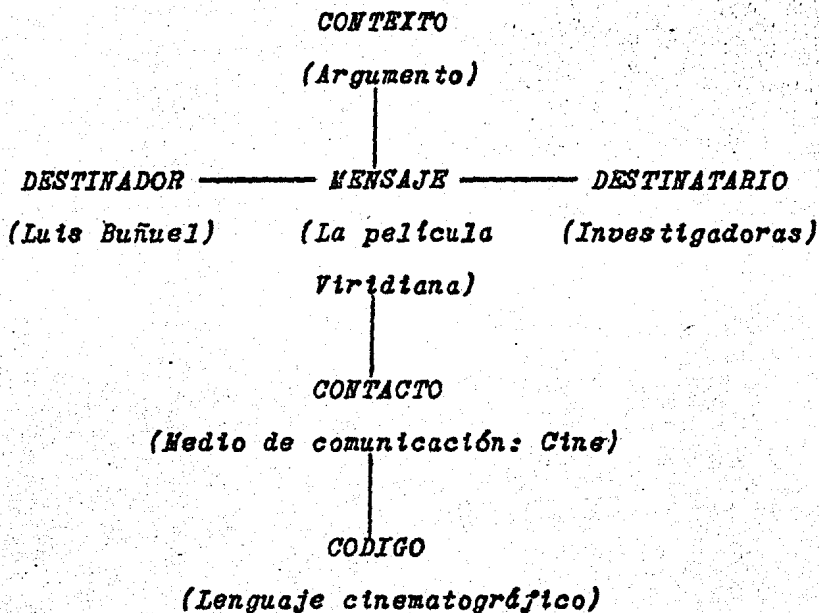 CONTEXTO
(Argumento)
DESTINADOR MENSAJE DESTINATARIO
(Luis Buñuel) (La película (Investigadoras)
Viridiana)
CONTACTO
(Medio de comunicación: Cine)
CODIGO
(Lenguaje cinematográfico)